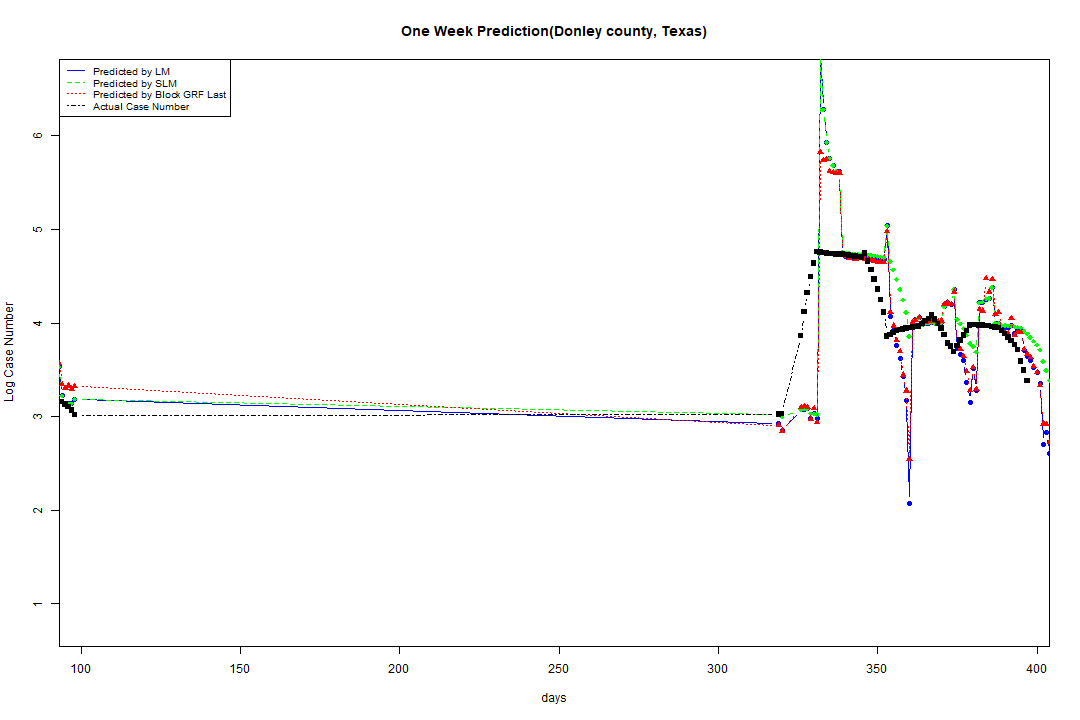 One Week Prediction(Donley county, Texas)
Predicted by LM
Predicted by SLM
Predicted by Block GRF Last
Actual Case Number
Log Case Number
6
5
4
3
2
1
100 150 200 250 300 350 400
days